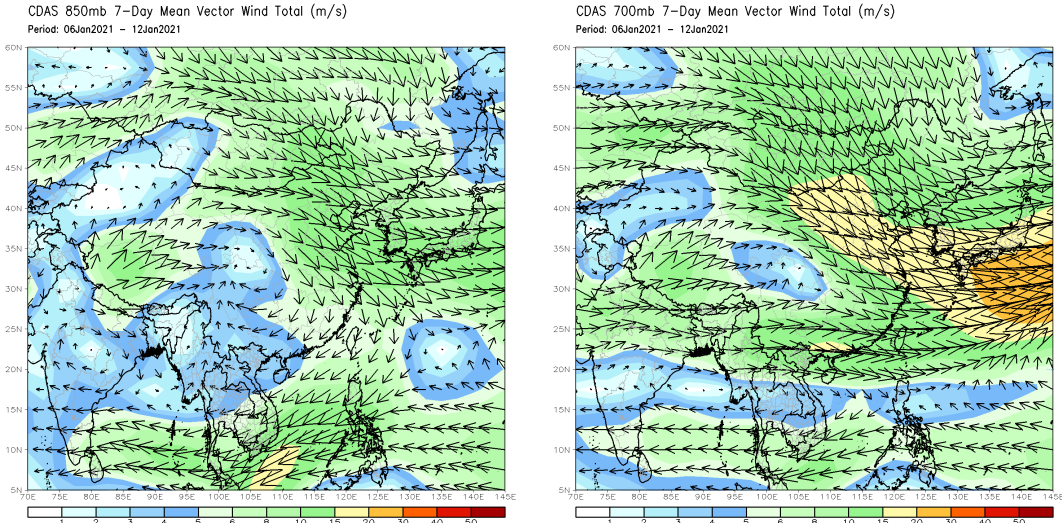 CDAS 850mb 7-Day Mean Vector Wind Total (m/s)
Period: 06Jan2021 - 12Jan2021
60N
55N
50N
45N
40N
35N
30N
25N
20N
15N
10N
5N
70E 75E 80E 85E 90E 95E 100E 105E 110E 115E 120E 125E 130E 135E 140E 145E
1 2 3 4 5 6 8 10 15 20 30 40 50
CDAS 700mb 7-Day Mean Vector Wind Total (m/s)
Period: 06Jan2021 - 12Jan2021
60N
55N
50N
45N
40N
35N
30N
25N
20N
15N
10N
5N
70E 75E 80E 85E 90E 95E 100E 105E 110E 115E 120E 125E 130E 135E 140E 145E
1 2 3 4 5 6 8 10 15 20 30 40 50